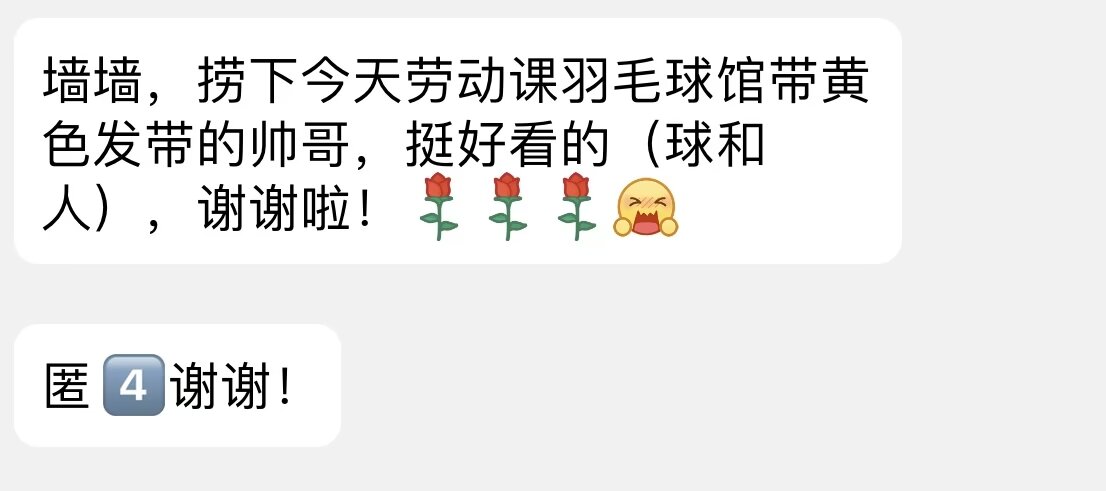 墙墙，捞下今天劳动课羽毛球馆带黄
色发带的帅哥，挺好看的（球和
人），谢谢啦！🌹🌹🌹
匿4️⃣谢谢！